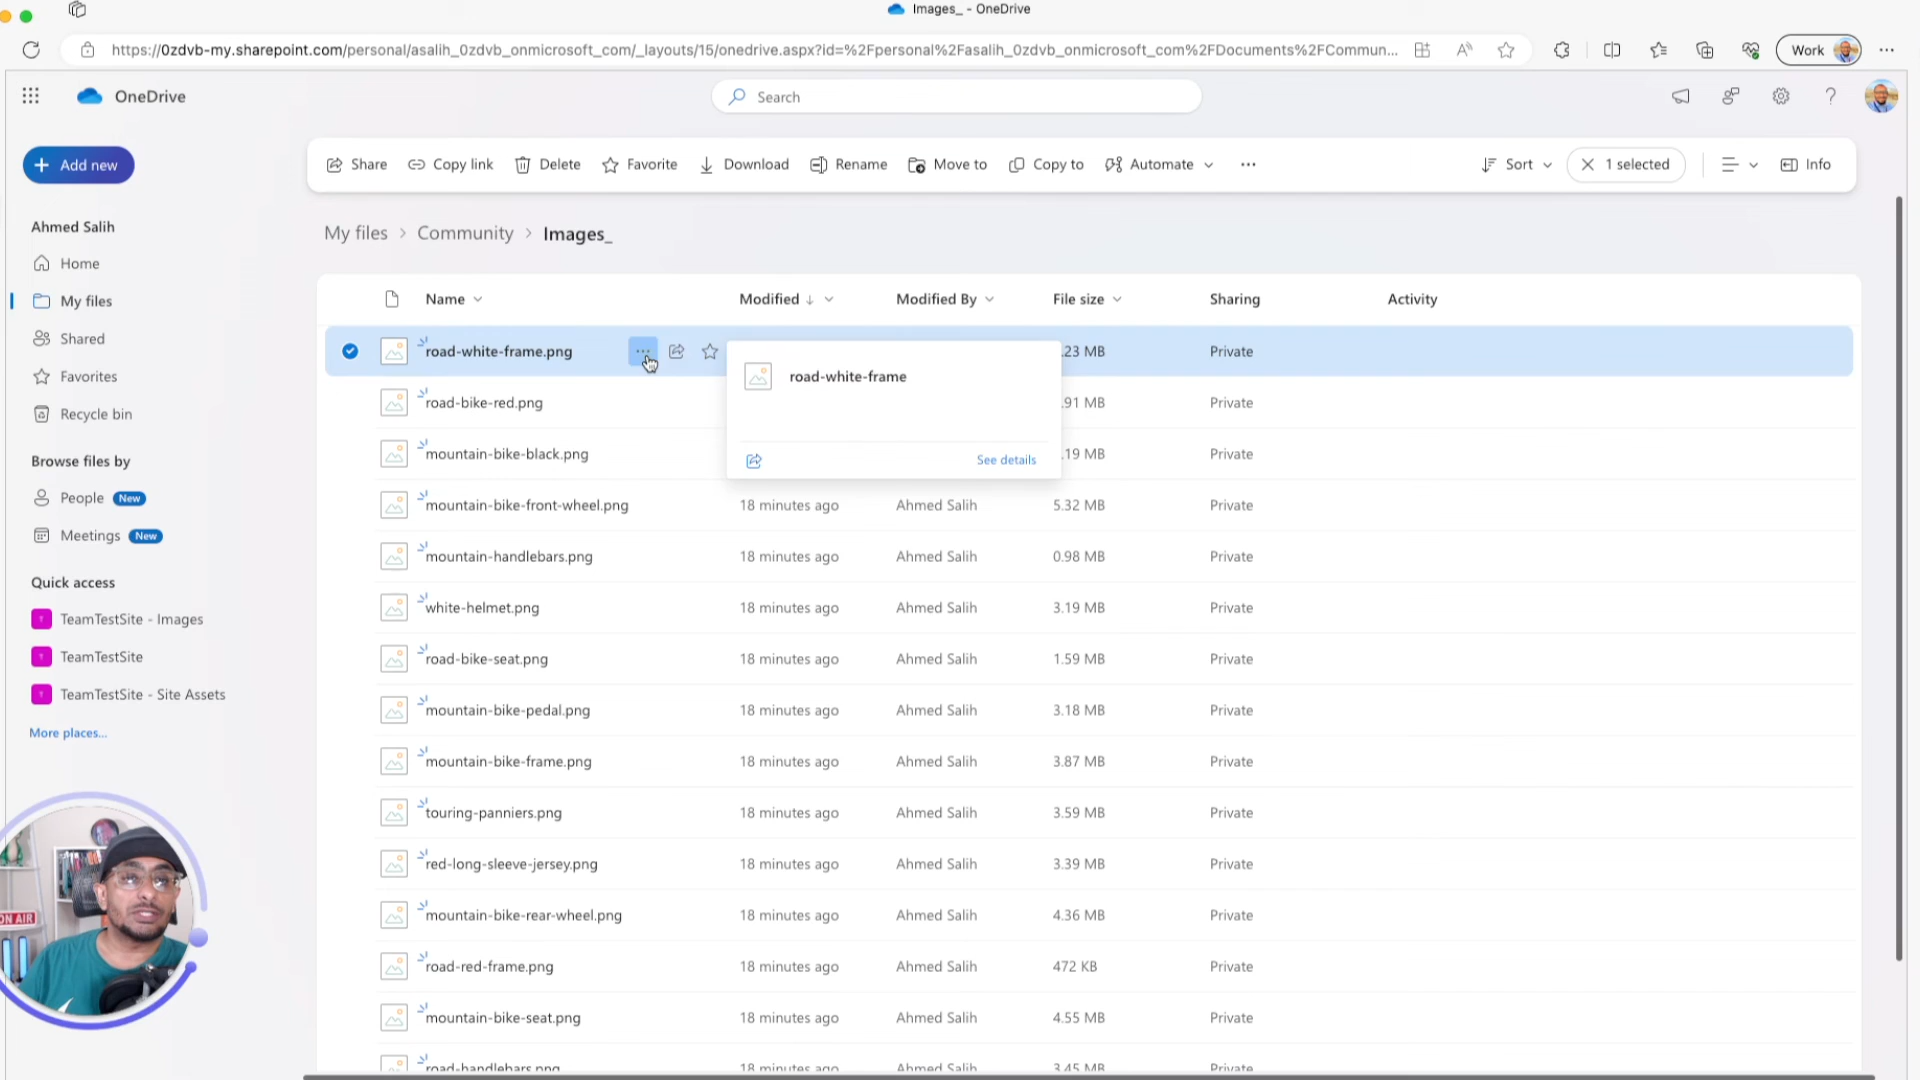 Images_ - OneDrive
https://0zdvb-my.sharepoint.com/personal/asalih_0zdvb_onmicrosoft_com/_layouts/15/onedrive.aspx?id=%2Fpersonal%2Fasalih_0zdvb_onmicrosoft_com%2FDocuments%2FCommun...
Work
OneDrive
Search
Add new
Share
Copy link
Delete
Favorite
Download
Rename
Move to
Copy to
Automate
Sort
1 selected
Info
Ahmed Salih
Home
My files
Shared
Favorites
Recycle bin
Browse files by
People New
Meetings New
Quick access
TeamTestSite - Images
TeamTestSite
TeamTestSite - Site Assets
More places...
My files > Community > Images_
Name Modified Modified By File size Sharing Activity
road-white-frame.png .23 MB Private
road-white-frame
See details
road-bike-red.png .91 MB Private
mountain-bike-black.png .19 MB Private
mountain-bike-front-wheel.png 18 minutes ago Ahmed Salih 5.32 MB Private
mountain-handlebars.png 18 minutes ago Ahmed Salih 0.98 MB Private
white-helmet.png 18 minutes ago Ahmed Salih 3.19 MB Private
road-bike-seat.png 18 minutes ago Ahmed Salih 1.59 MB Private
mountain-bike-pedal.png 18 minutes ago Ahmed Salih 3.18 MB Private
mountain-bike-frame.png 18 minutes ago Ahmed Salih 3.87 MB Private
touring-panniers.png 18 minutes ago Ahmed Salih 3.59 MB Private
red-long-sleeve-jersey.png 18 minutes ago Ahmed Salih 3.39 MB Private
mountain-bike-rear-wheel.png 18 minutes ago Ahmed Salih 4.36 MB Private
road-red-frame.png 18 minutes ago Ahmed Salih 472 KB Private
mountain-bike-seat.png 18 minutes ago Ahmed Salih 4.55 MB Private
road-handlebars.png 18 minutes ago Ahmed Salih 3.45 MB Private
ON AIR